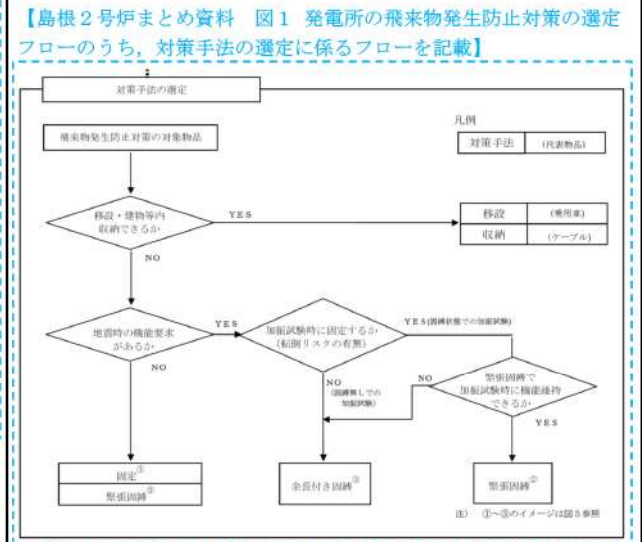 【島根２号炉まとめ資料　図１　発電所の飛来物発生防止対策の選定
フローのうち，対策手法の選定に係るフローを記載】
対策手法の選定
凡例
対策手法
(代表物品)
飛来物発生防止対策の対象物品
移設・建物等内
収納できるか
YES
移設
(乗用車)
収納
(ケーブル)
NO
地震時の機能要求
があるか
YES
加振試験時に固定するか
(転倒リスクの有無)
YES(固縛状態での加振試験)
NO
NO
(固縛無しでの
加振試験)
NO
緊張固縛で
加振試験時に機能維持
できるか
YES
固定①
緊張固縛②
余長付き固縛③
緊張固縛②
注)　①～③のイメージは図５参照